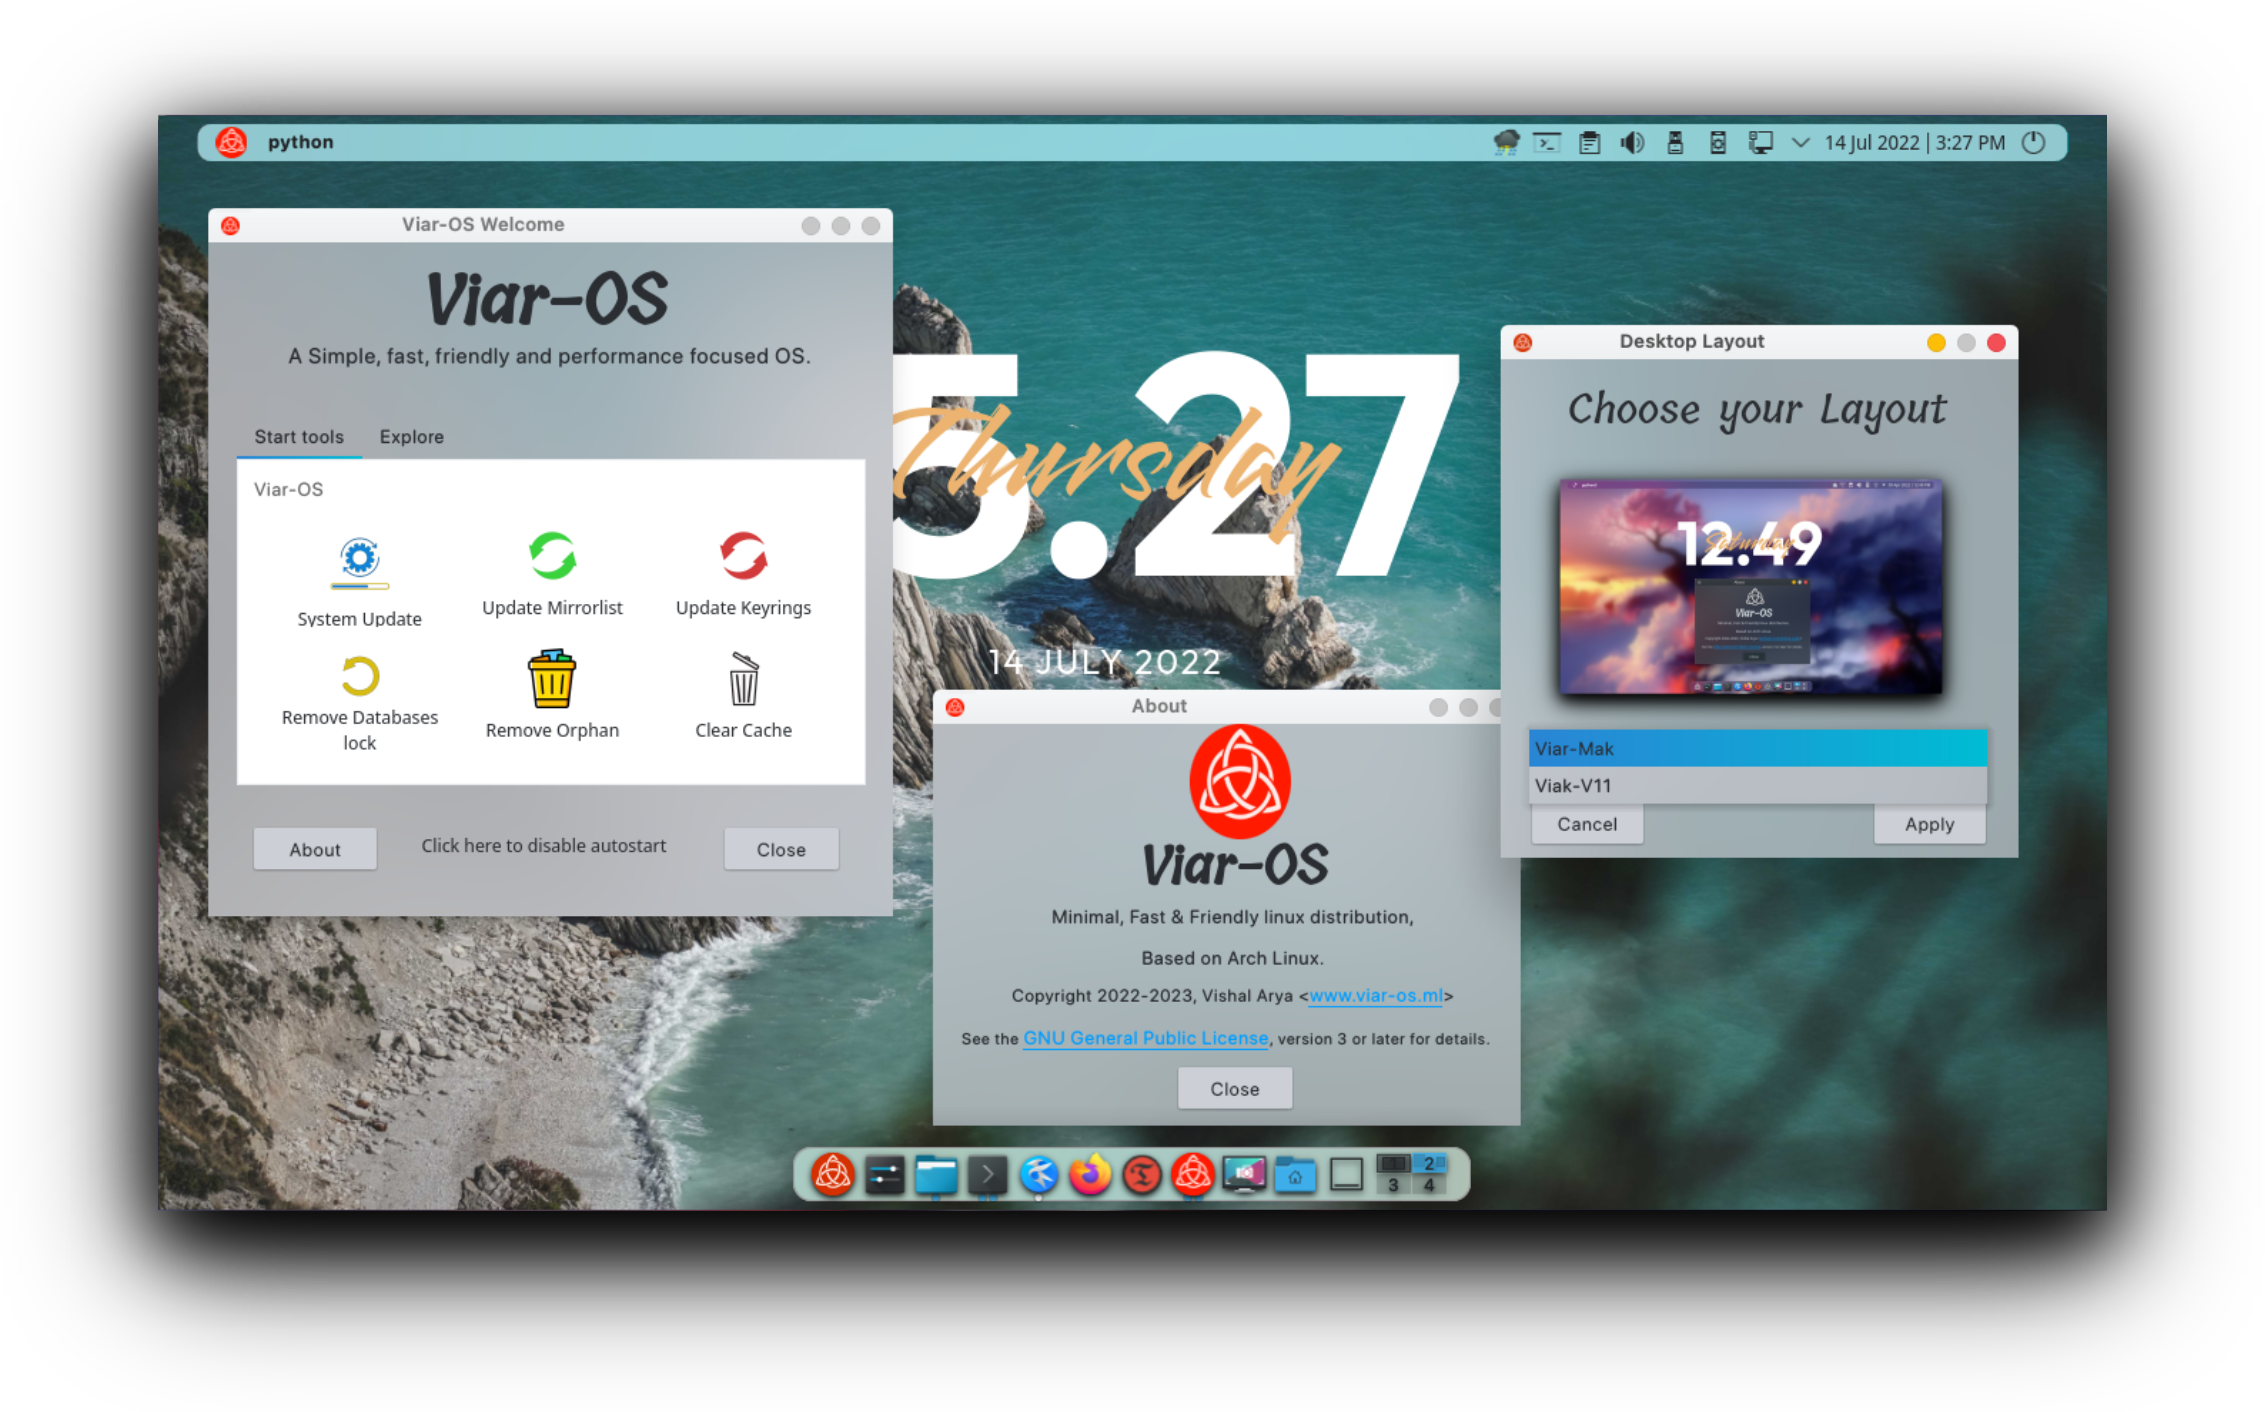 python
14 Jul 2022 | 3:27 PM
Viar-OS Welcome
Viar-OS
A Simple, fast, friendly and performance focused OS.
Start tools
Explore
Viar-OS
System Update
Update Mirrorlist
Update Keyrings
Remove Databases
lock
Remove Orphan
Clear Cache
About
Click here to disable autostart
Close
.27
Thursday
14 JULY 2022
About
Viar-OS
Minimal, Fast & Friendly linux distribution,
Based on Arch Linux.
Copyright 2022-2023, Vishal Arya <www.viar-os.ml>
See the GNU General Public License, version 3 or later for details.
Close
Desktop Layout
Choose your Layout
12.49
Saturday
Viar-OS
Viar-Mak
Viak-V11
Cancel
Apply
2
3 4